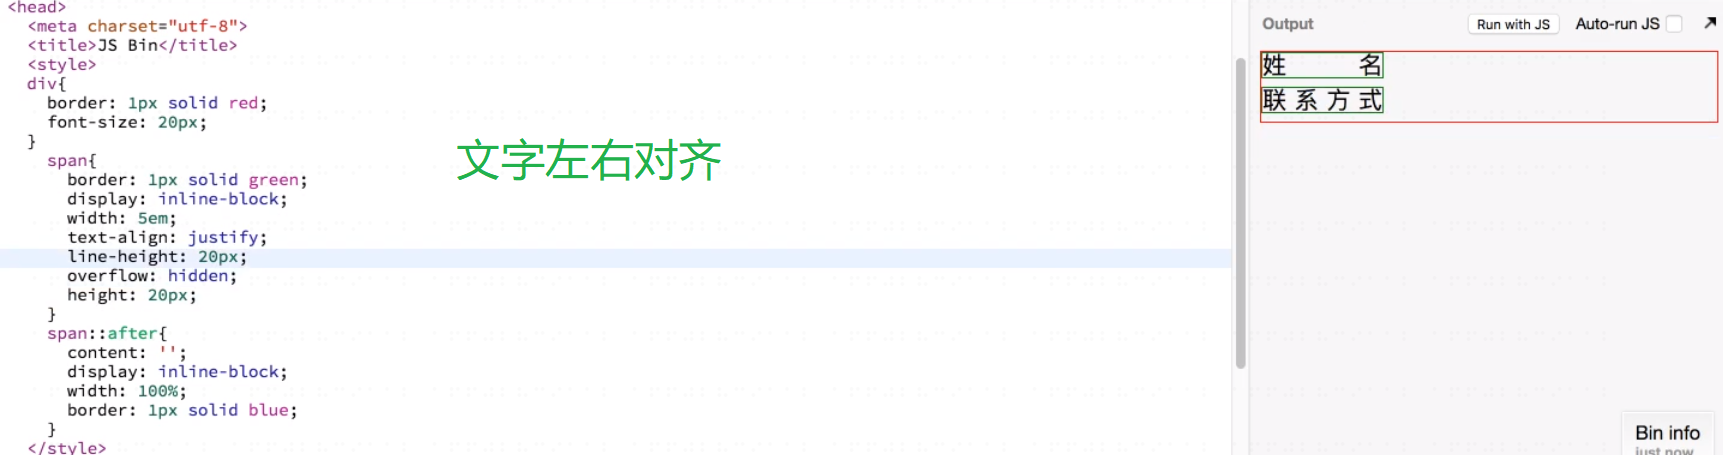 <head>
<meta charset="utf-8">
<title>JS Bin</title>
<style>
div{
border: 1px solid red;
font-size: 20px;
}
span{
border: 1px solid green;
display: inline-block;
width: 5em;
text-align: justify;
line-height: 20px;
overflow: hidden;
height: 20px;
}
span::after{
content: '';
display: inline-block;
width: 100%;
border: 1px solid blue;
}
</style>
文字左右对齐
Output Run with JS Auto-run JS
姓 名
联系方式
Bin info
just now